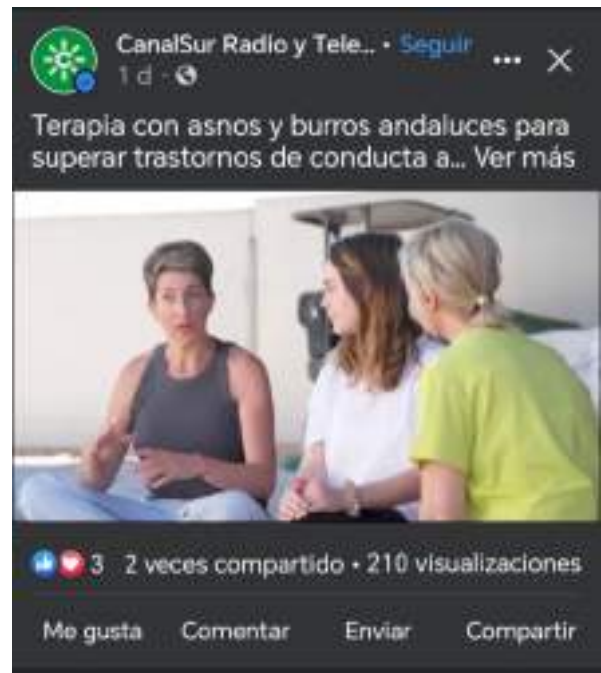 CanalSur Radio y Tele... • Seguir
1 d ·
Terapia con asnos y burros andaluces para
superar trastornos de conducta a... Ver más
3 2 veces compartido • 210 visualizaciones
Me gusta Comentar Enviar Compartir